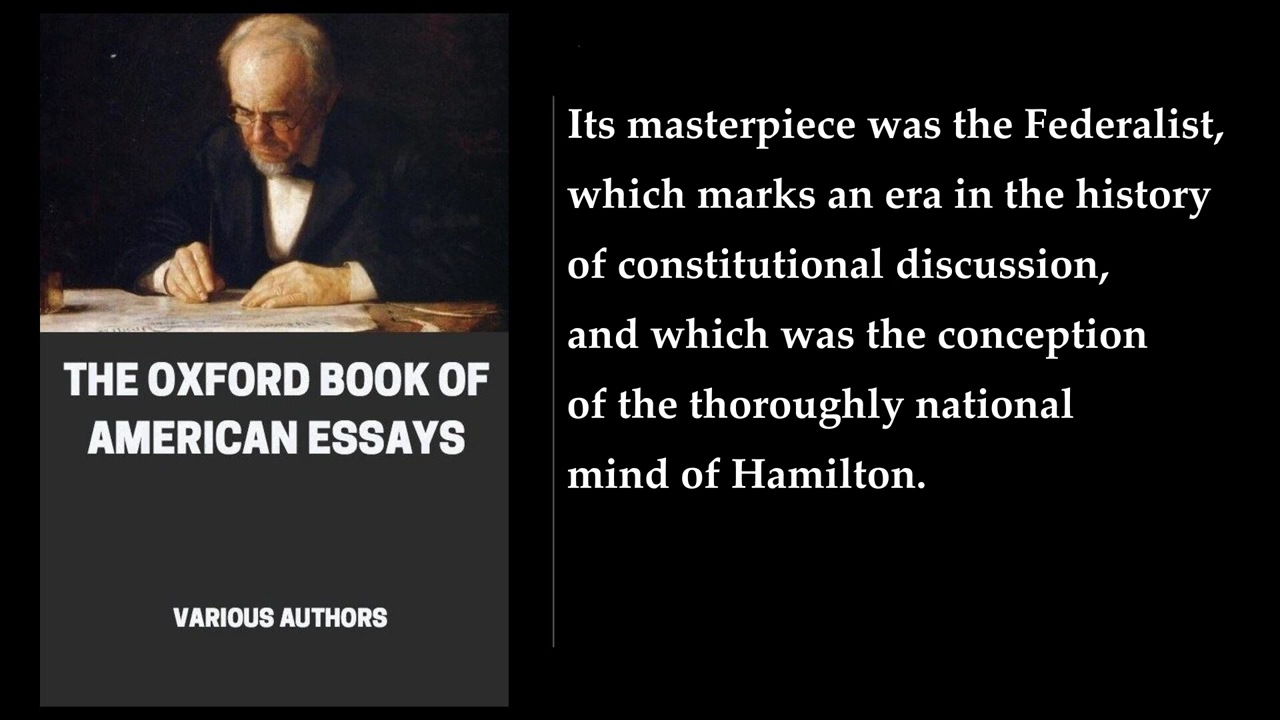 THE OXFORD BOOK OF
AMERICAN ESSAYS
VARIOUS AUTHORS
Its masterpiece was the Federalist,
which marks an era in the history
of constitutional discussion,
and which was the conception
of the thoroughly national
mind of Hamilton.